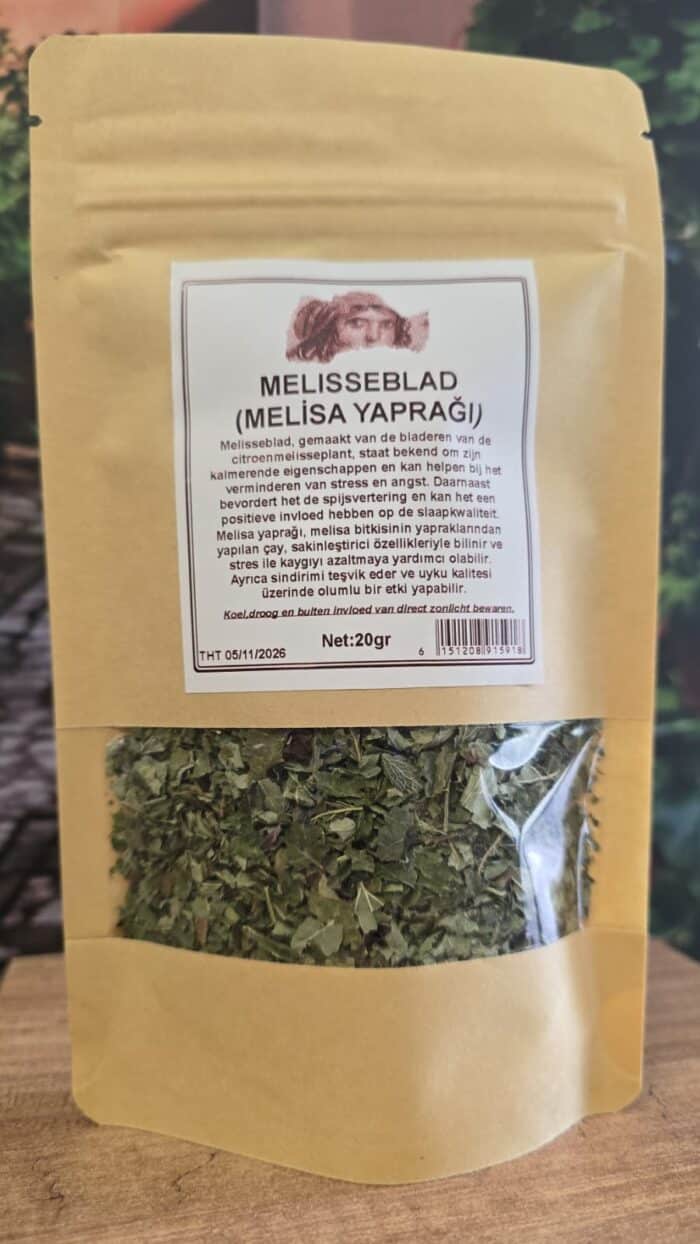 MELISSEBLAD
(MELİSA YAPRAĞI)
Melisseblad, gemaakt van de bladeren van de
citroenmelisseplant, staat bekend om zijn
kalmerende eigenschappen en kan helpen bij het
verminderen van stress en angst. Daarnaast
bevordert het de spijsvertering en kan het een
positieve invloed hebben op de slaapkwaliteit.
Melisa yaprağı, melisa bitkisinin yapraklarından
yapılan çay, sakinleştirici özellikleriyle bilinir ve
stres ile kaygıyı azaltmaya yardımcı olabilir.
Ayrıca sindirimi teşvik eder ve uyku kalitesi
üzerinde olumlu bir etki yapabilir.
Koel,droog en buiten invloed van direct zonlicht bewaren.
THT 05/11/2026 Net:20gr 6 151208 915918